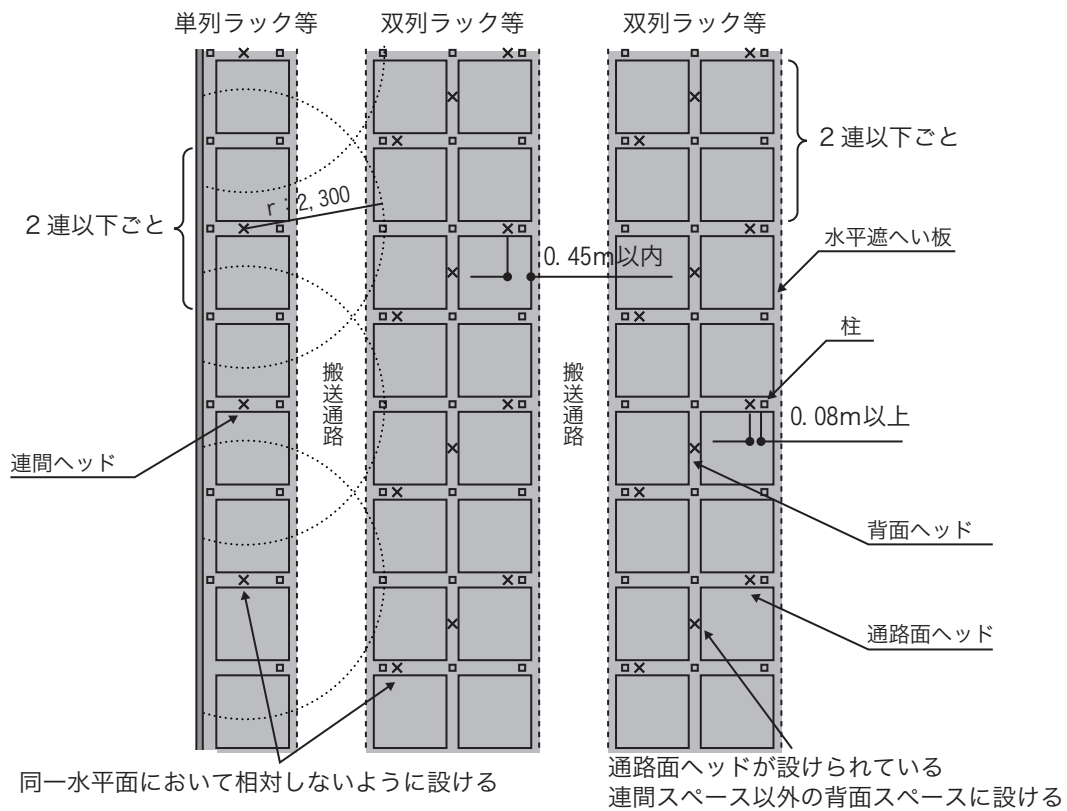 単列ラック等
双列ラック等
双列ラック等
2連以下ごと
2連以下ごと
r:2,300
水平遮へい板
0.45m以内
柱
搬送通路
搬送通路
0.08m以上
連間ヘッド
背面ヘッド
通路面ヘッド
同一水平面において相対しないように設ける
通路面ヘッドが設けられている
連間スペース以外の背面スペースに設ける